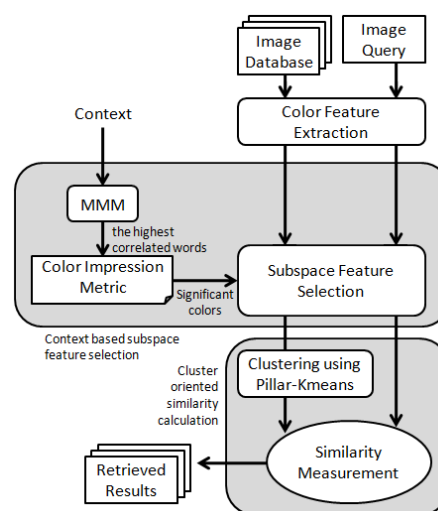 Image
Database
Image
Query
Context
Color Feature
Extraction
MMM
the highest
correlated words
Color Impression
Metric
Significant
colors
Subspace Feature
Selection
Context based subspace
feature selection
Cluster
oriented
similarity
calculation
Clustering using
Pillar-Kmeans
Similarity
Measurement
Retrieved
Results